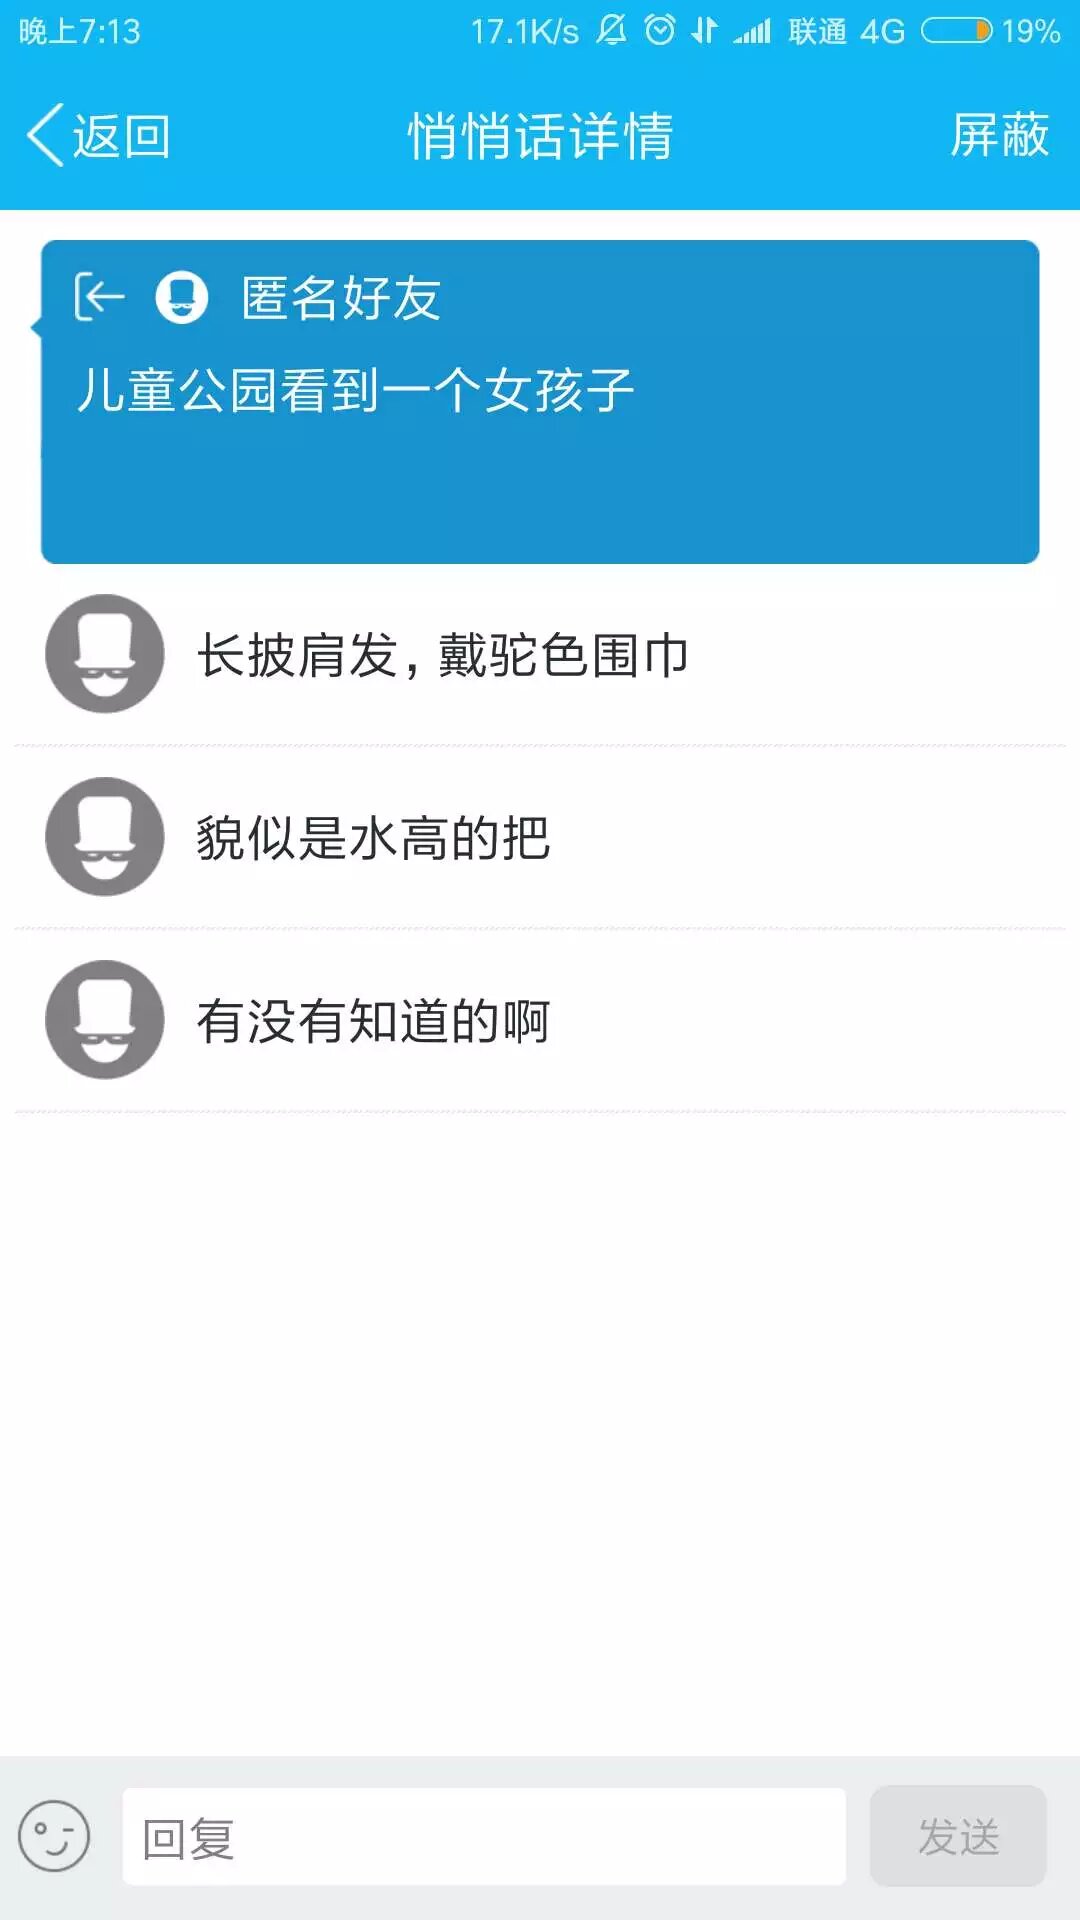 晚上7:13 17.1K/s 联通 4G 19%
返回 悄悄话详情 屏蔽
匿名好友
儿童公园看到一个女孩子
长披肩发,戴驼色围巾
貌似是水高的把
有没有知道的啊
回复 发送